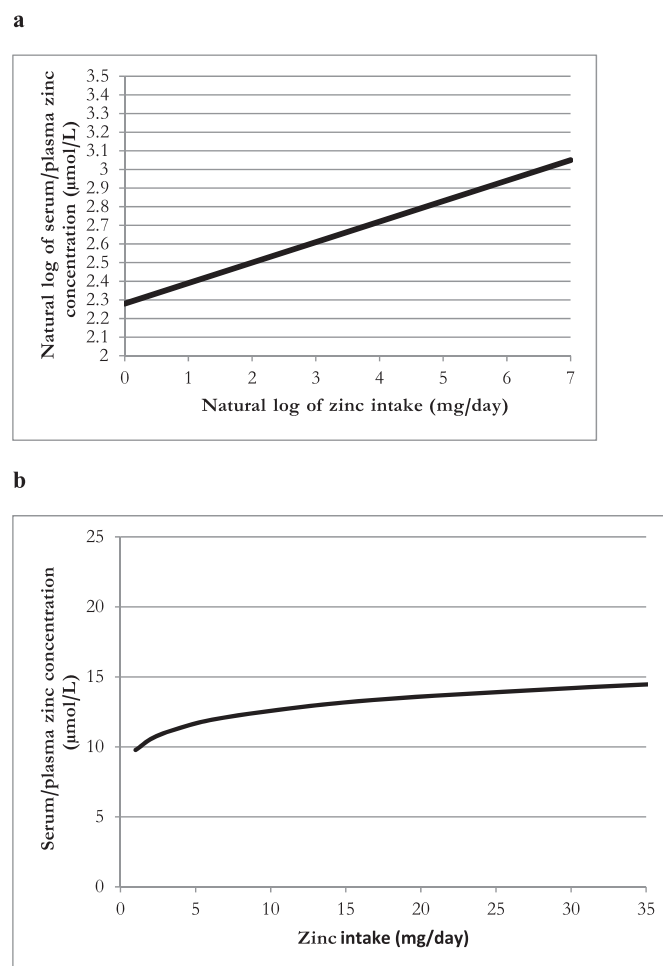 a
Natural log of serum/plasma zinc
concentration (µmol/L)
3.5
3.4
3.3
3.2
3.1
3
2.9
2.8
2.7
2.6
2.5
2.4
2.3
2.2
2.1
2
0 1 2 3 4 5 6 7
Natural log of zinc intake (mg/day)
b
Serum/plasma zinc concentration
(µmol/L)
25
20
15
10
5
0
0 5 10 15 20 25 30 35
Zinc intake (mg/day)